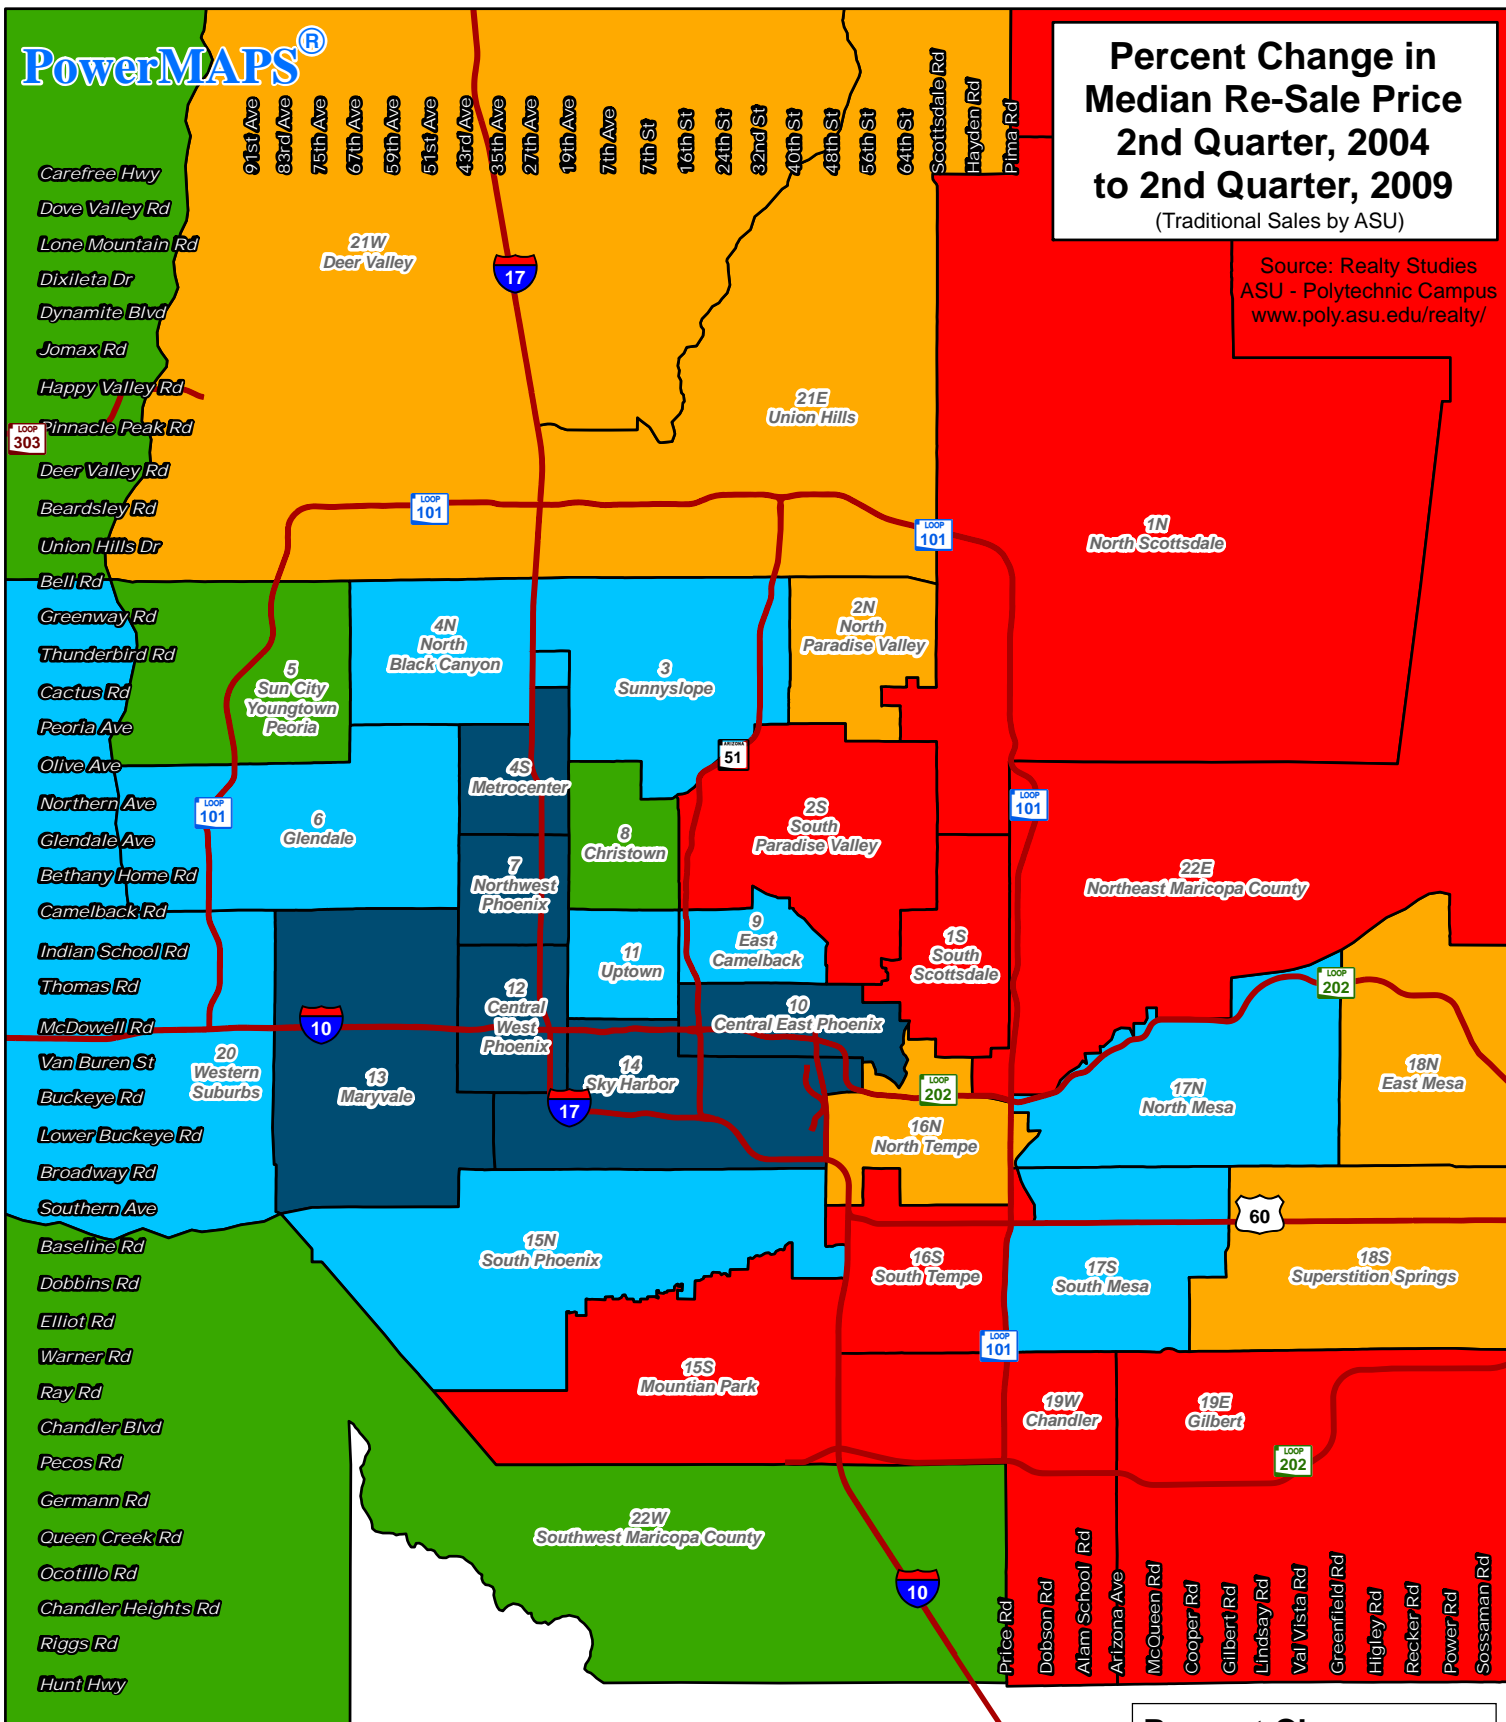 PowerMAPS®
Percent Change in
Median Re-Sale Price
2nd Quarter, 2004
to 2nd Quarter, 2009
(Traditional Sales by ASU)
Source: Realty Studies
ASU - Polytechnic Campus
www.poly.asu.edu/realty/
91st Ave
83rd Ave
75th Ave
67th Ave
59th Ave
51st Ave
43rd Ave
35th Ave
27th Ave
19th Ave
7th Ave
7th St
16th St
24th St
32nd St
40th St
48th St
56th St
64th St
Scottsdale Rd
Hayden Rd
Pima Rd
Carefree Hwy
Dove Valley Rd
Lone Mountain Rd
Dixileta Dr
Dynamite Blvd
Jomax Rd
Happy Valley Rd
Pinnacle Peak Rd
Deer Valley Rd
Beardsley Rd
Union Hills Dr
Bell Rd
Greenway Rd
Thunderbird Rd
Cactus Rd
Peoria Ave
Olive Ave
Northern Ave
Glendale Ave
Bethany Home Rd
Camelback Rd
Indian School Rd
Thomas Rd
McDowell Rd
Van Buren St
Buckeye Rd
Lower Buckeye Rd
Broadway Rd
Southern Ave
Baseline Rd
Dobbins Rd
Elliot Rd
Warner Rd
Ray Rd
Chandler Blvd
Pecos Rd
Germann Rd
Queen Creek Rd
Ocotillo Rd
Chandler Heights Rd
Riggs Rd
Hunt Hwy
21W
Deer Valley
17
21E
Union Hills
LOOP
303
LOOP
101
LOOP
101
1N
North Scottsdale
4N
North
Black Canyon
2N
North
Paradise Valley
5
Sun City
Youngtown
Peoria
3
Sunnyslope
ARIZONA
51
4S
Metrocenter
LOOP
101
6
Glendale
8
Christown
2S
South
Paradise Valley
LOOP
101
7
Northwest
Phoenix
22E
Northeast Maricopa County
11
Uptown
9
East
Camelback
1S
South
Scottsdale
LOOP
202
12
Central
West
Phoenix
10
10
Central East Phoenix
20
Western
Suburbs
13
Maryvale
14
Sky Harbor
17
LOOP
202
17N
North Mesa
18N
East Mesa
16N
North Tempe
60
15N
South Phoenix
16S
South Tempe
17S
South Mesa
18S
Superstition Springs
LOOP
101
15S
Mountian Park
19W
Chandler
19E
Gilbert
LOOP
202
22W
Southwest Maricopa County
10
Price Rd
Dobson Rd
Alam School Rd
Arizona Ave
McQueen Rd
Cooper Rd
Gilbert Rd
Lindsay Rd
Val Vista Rd
Greenfield Rd
Higley Rd
Recker Rd
Power Rd
Sossaman Rd